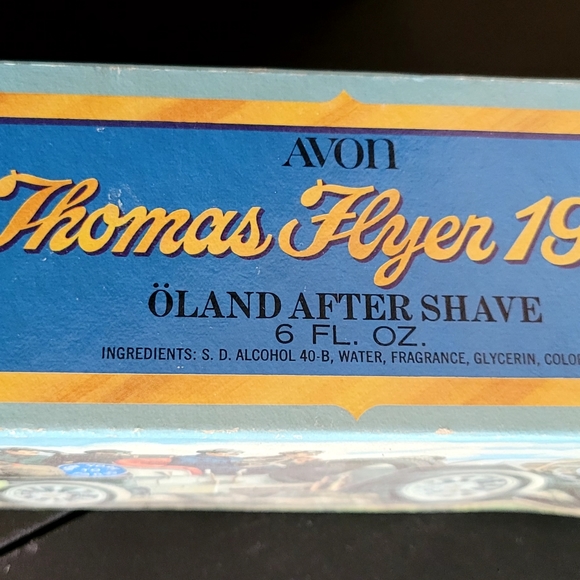 AVON
Thomas Flyer 19
ÖLAND AFTER SHAVE
6 FL. OZ.
INGREDIENTS: S. D. ALCOHOL 40-B, WATER, FRAGRANCE, GLYCERIN, COLO